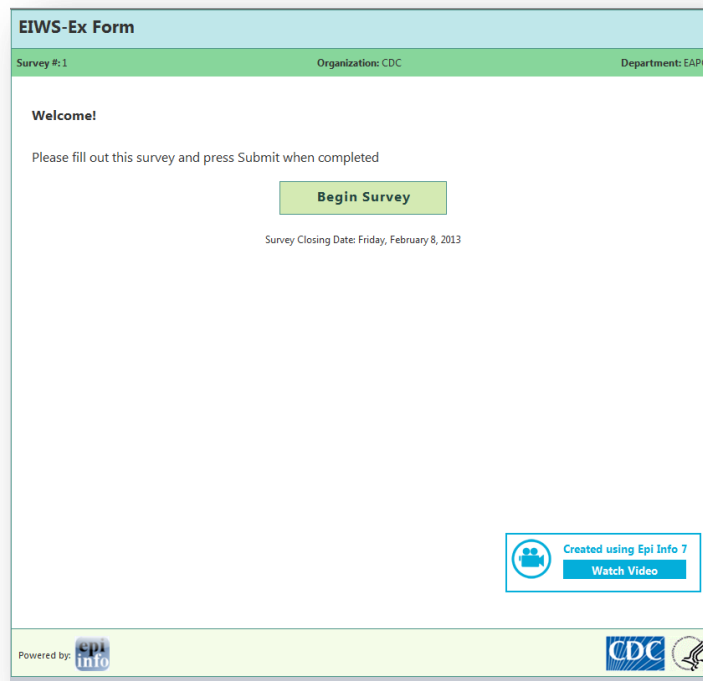 EIWS-Ex Form
Survey #: 1 Organization: CDC Department: EAP
Welcome!
Please fill out this survey and press Submit when completed
Begin Survey
Survey Closing Date: Friday, February 8, 2013
Created using Epi Info 7
Watch Video
Powered by: epi
info
CDC